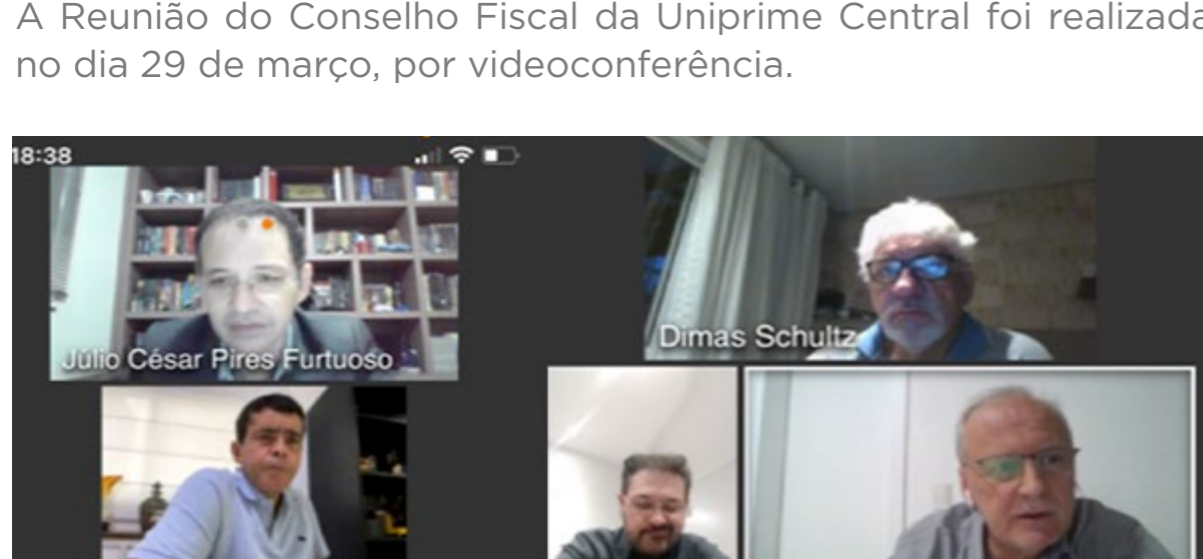 A Reunião do Conselho Fiscal da Uniprime Central foi realizada
no dia 29 de março, por videoconferência.
18:38
Júlio César Pires Furtuoso
Dimas Schultz